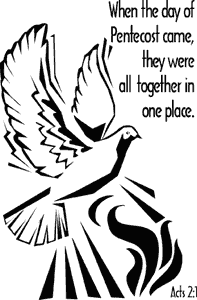 When the day of
Pentecost came,
they were
all together in
one place.
Acts 2:1